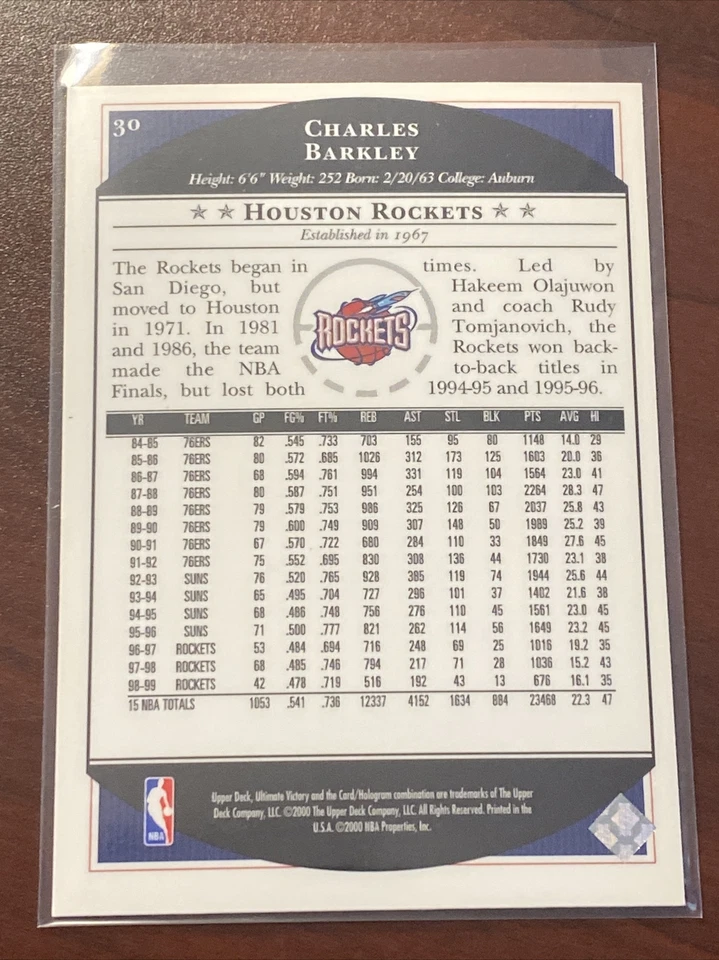 30
CHARLES
BARKLEY
Height: 6'6" Weight: 252 Born: 2/20/63 College: Auburn
HOUSTON ROCKETS
Established in 1967
The Rockets began in
San Diego, but
moved to Houston
in 1971. In 1981
and 1986, the team
made the NBA
Finals, but lost both
ROCKETS
times. Led by
Hakeem Olajuwon
and coach Rudy
Tomjanovich, the
Rockets won back-
to-back titles in
1994-95 and 1995-96.
YR TEAM GP FG% FT% REB AST STL BLK PTS AVG HI
84-85 76ERS 82 .545 .733 703 155 95 80 1148 14.0 29
85-86 76ERS 80 .572 .685 1026 312 173 125 1603 20.0 36
86-87 76ERS 68 .594 .761 994 331 119 104 1564 23.0 41
87-88 76ERS 80 .587 .751 951 254 100 103 2264 28.3 47
88-89 76ERS 79 .579 .753 986 325 126 67 2037 25.8 43
89-90 76ERS 79 .600 .749 909 307 148 50 1989 25.2 39
90-91 76ERS 67 .570 .722 680 284 110 33 1849 27.6 45
91-92 76ERS 75 .552 .695 830 308 136 44 1730 23.1 38
92-93 SUNS 76 .520 .765 928 385 119 74 1944 25.6 44
93-94 SUNS 65 .495 .704 727 296 101 37 1402 21.6 38
94-95 SUNS 68 .486 .748 756 276 110 45 1561 23.0 45
95-96 SUNS 71 .500 .777 821 262 114 56 1649 23.2 45
96-97 ROCKETS 53 .484 .694 716 248 69 25 1016 19.2 35
97-98 ROCKETS 68 .485 .746 794 217 71 28 1036 15.2 43
98-99 ROCKETS 42 .478 .719 516 192 43 13 676 16.1 35
15 NBA TOTALS 1053 .541 .736 12337 4152 1634 884 23468 22.3 47
Upper Deck, Ultimate Victory and the Card/Hologram combination are trademarks of The Upper
Deck Company, LLC. ©2000 The Upper Deck Company, LLC. All Rights Reserved. Printed in the
U.S.A. ©2000 NBA Properties, Inc.
NBA